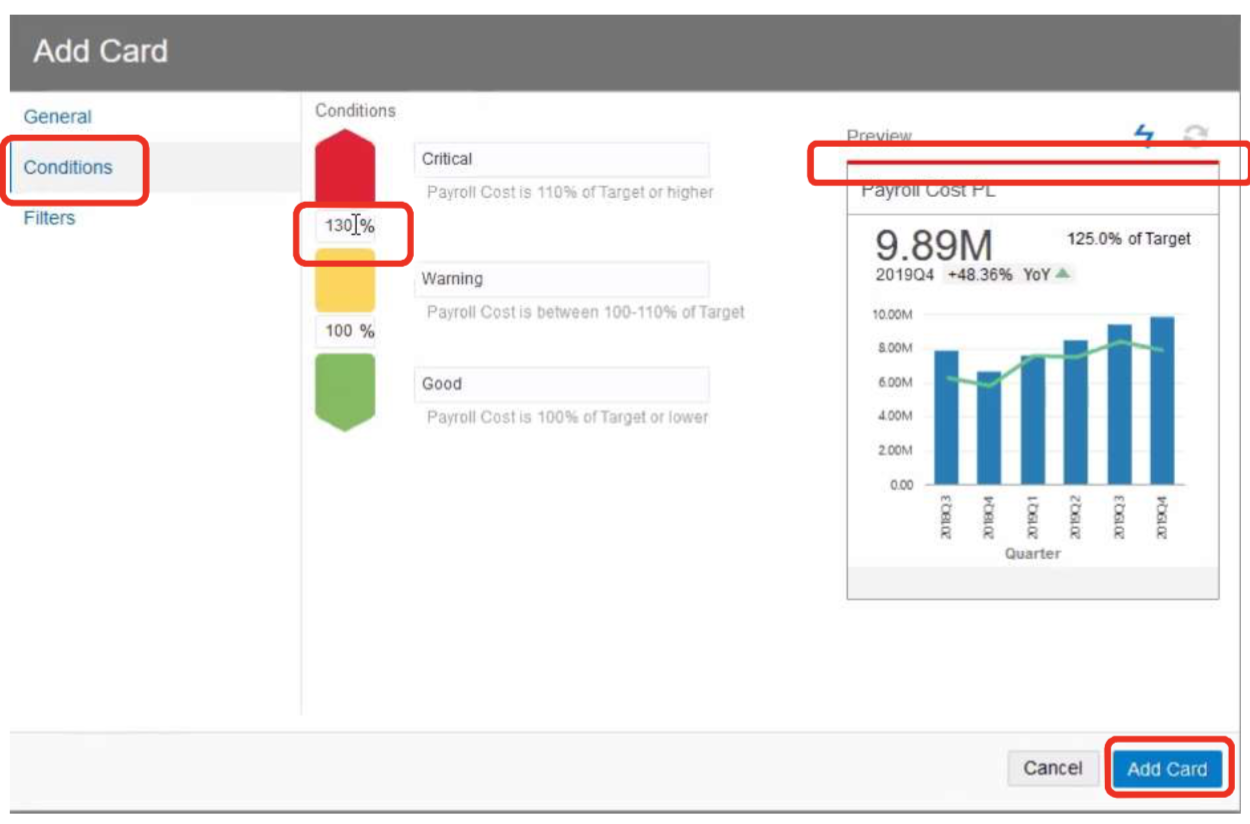 Add Card
General
Conditions
Filters
Conditions
Critical
Payroll Cost is 110% of Target or higher
130 %
Warning
Payroll Cost is between 100-110% of Target
100 %
Good
Payroll Cost is 100% of Target or lower
Preview
Payroll Cost PL
9.89M
125.0% of Target
2019Q4 +48.36% YoY
10.00M
8.00M
6.00M
4.00M
2.00M
0.00
2018Q3
2018Q4
2019Q1
2019Q2
2019Q3
2019Q4
Quarter
Cancel
Add Card